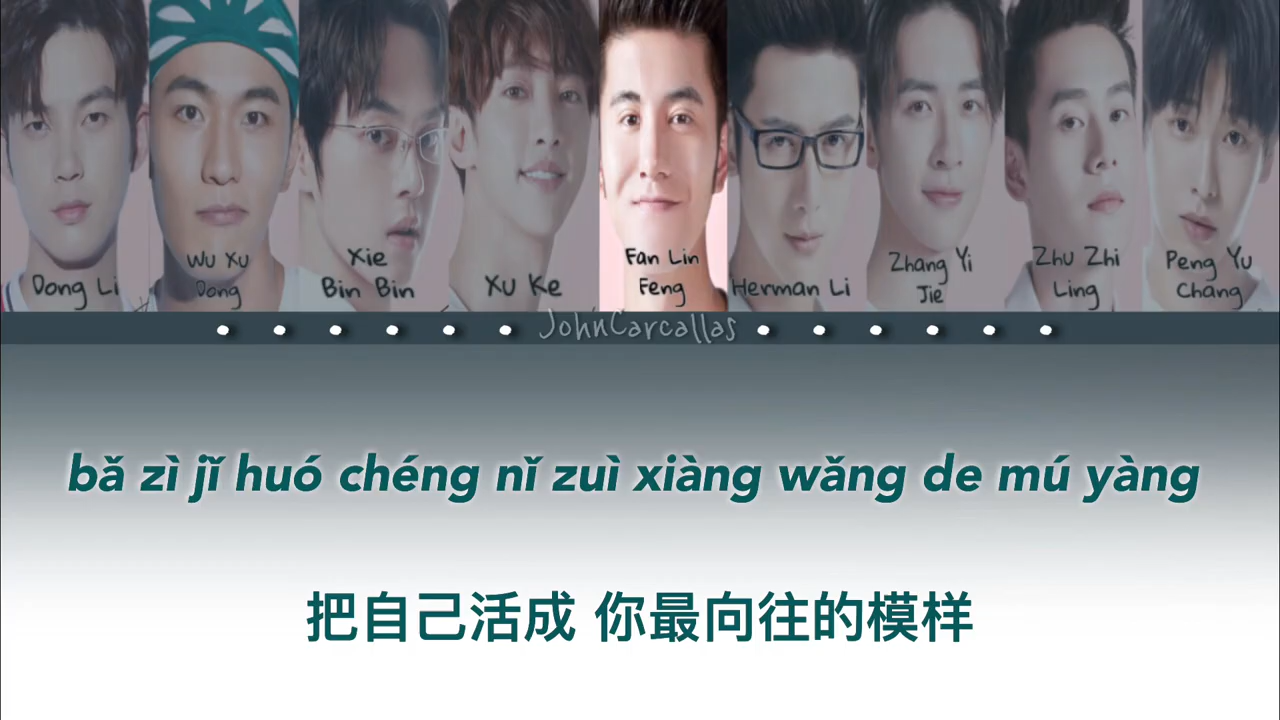 Dong Li
Wu Xu
Dong
Xie
Bin Bin
Xu Ke
Fan Lin
Feng
Herman Li
Zhang Yi
Jie
Zhu Zhi
Ling
Peng Yu
Chang
JohnCarcallas
bǎ zì jǐ huó chéng nǐ zuì xiàng wǎng de mú yàng
把自己活成 你最向往的模样